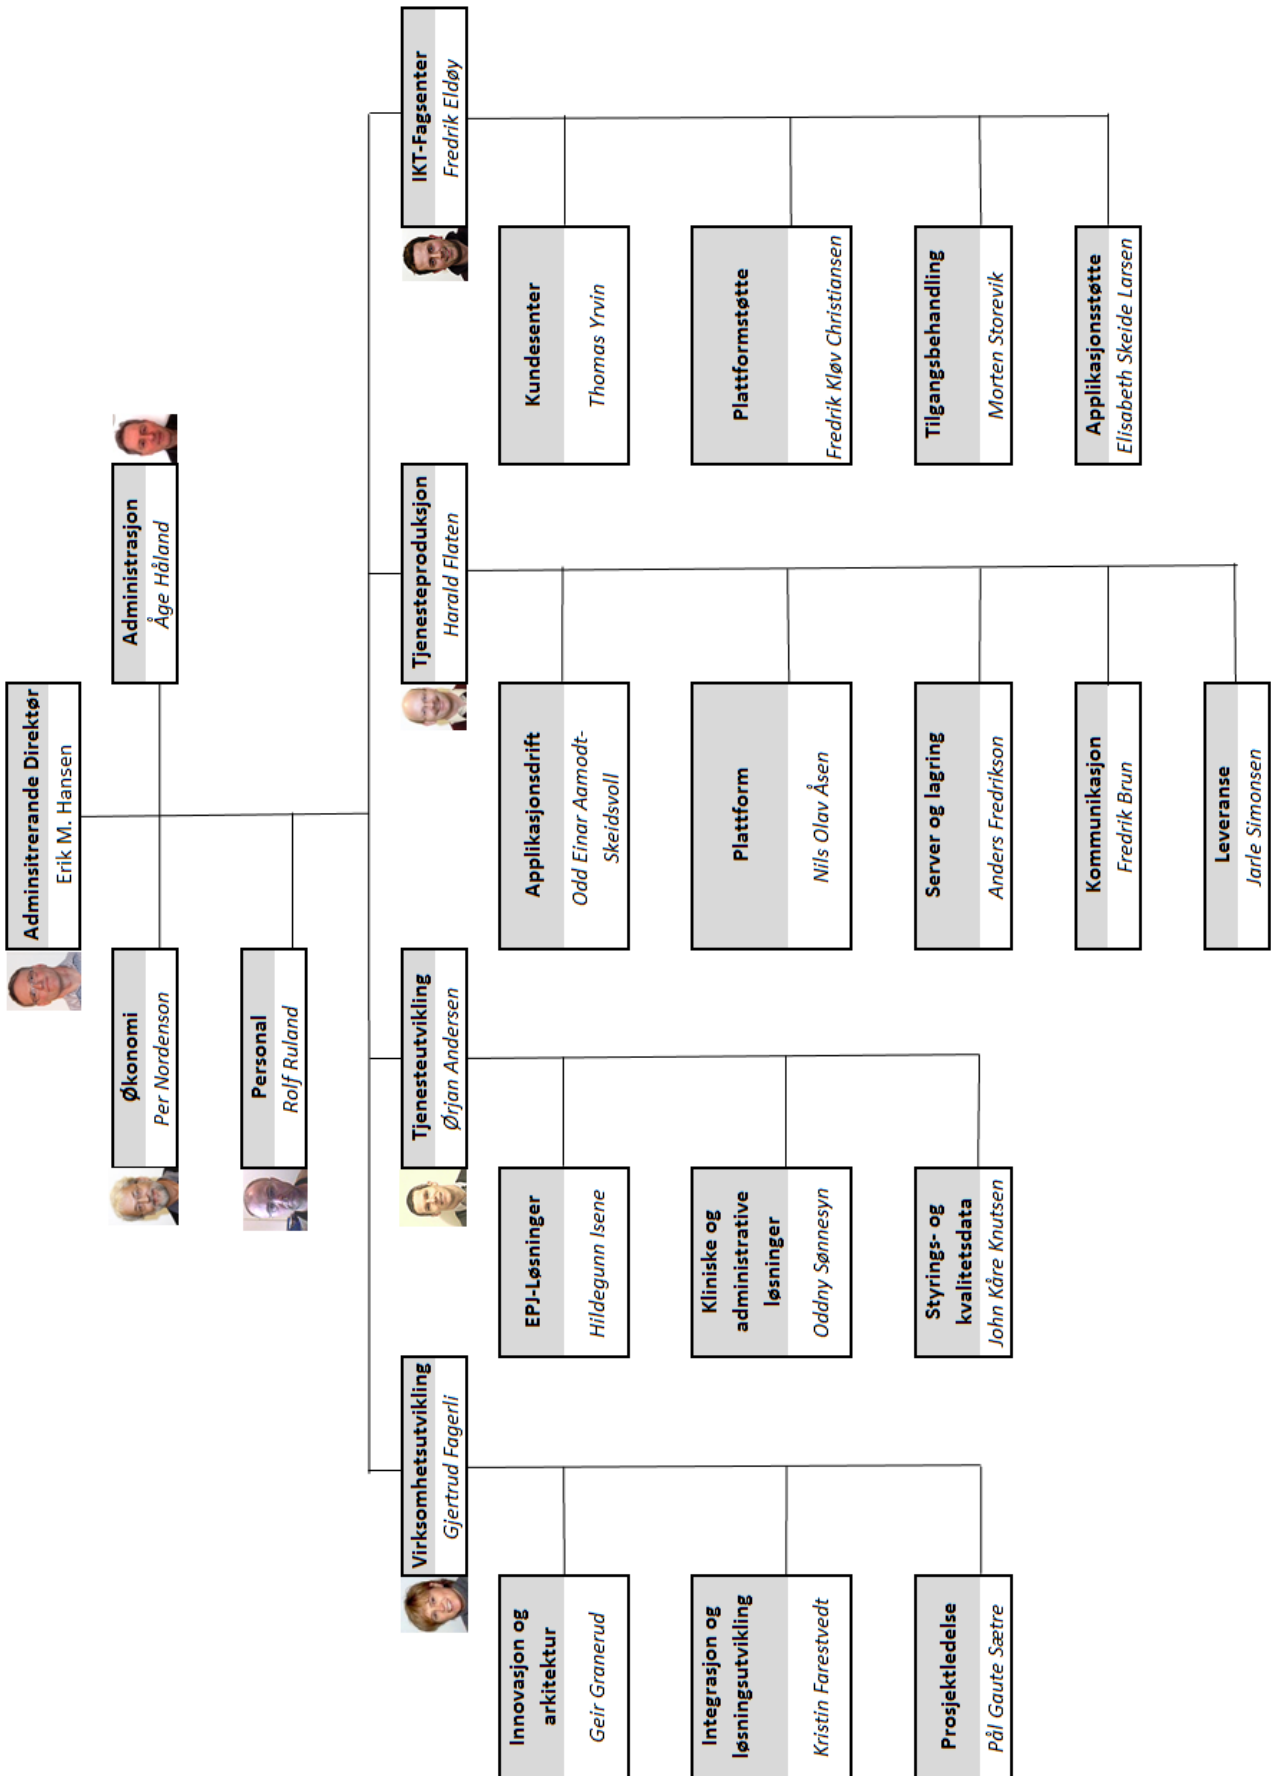 Adminsitrerande Direktør
Erik M. Hansen
Økonomi
Per Nordenson
Administrasjon
Åge Håland
Personal
Rolf Ruland
Virksomhetsutvikling
Gjertrud Fagerli
Tjenesteutvikling
Ørjan Andersen
Tjenesteproduksjon
Harald Flaten
IKT-Fagsenter
Fredrik Eldøy
Innovasjon og
arkitektur
Geir Granerud
EPJ-Løsninger
Hildegunn Isene
Applikasjonsdrift
Odd Einar Aamodt-
Skeidsvoll
Kundesenter
Thomas Yrvin
Integrasjon og
løsningsutvikling
Kristin Farestvedt
Kliniske og
administrative
løsninger
Oddny Sønnesyn
Plattform
Nils Olav Åsen
Plattformstøtte
Fredrik Kløv Christiansen
Prosjektledelse
Pål Gaute Sætre
Styrings- og
kvalitetsdata
John Kåre Knutsen
Server og lagring
Anders Fredrikson
Tilgangsbehandling
Morten Storevik
Kommunikasjon
Fredrik Brun
Applikasjonsstøtte
Elisabeth Skeide Larsen
Leveranse
Jarle Simonsen